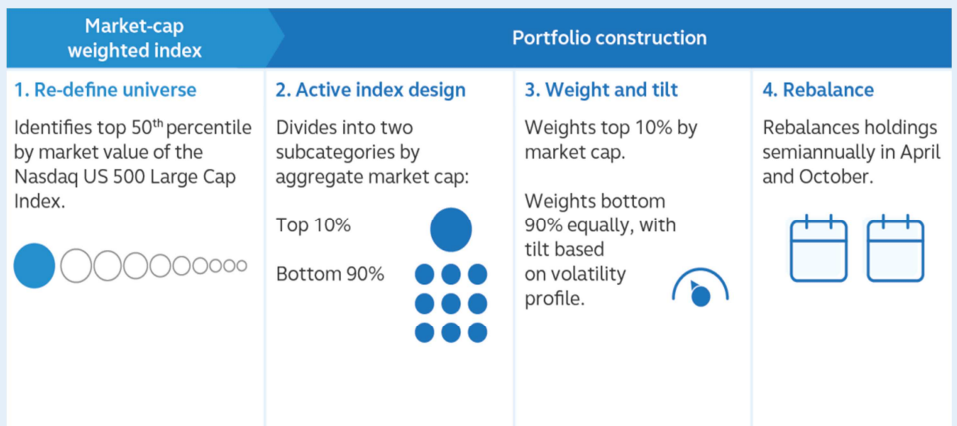 Market-cap
weighted index
Portfolio construction
1. Re-define universe
Identifies top 50th percentile
by market value of the
Nasdaq US 500 Large Cap
Index.
2. Active index design
Divides into two
subcategories by
aggregate market cap:
Top 10%
Bottom 90%
3. Weight and tilt
Weights top 10% by
market cap.
Weights bottom
90% equally, with
tilt based
on volatility
profile.
4. Rebalance
Rebalances holdings
semiannually in April
and October.